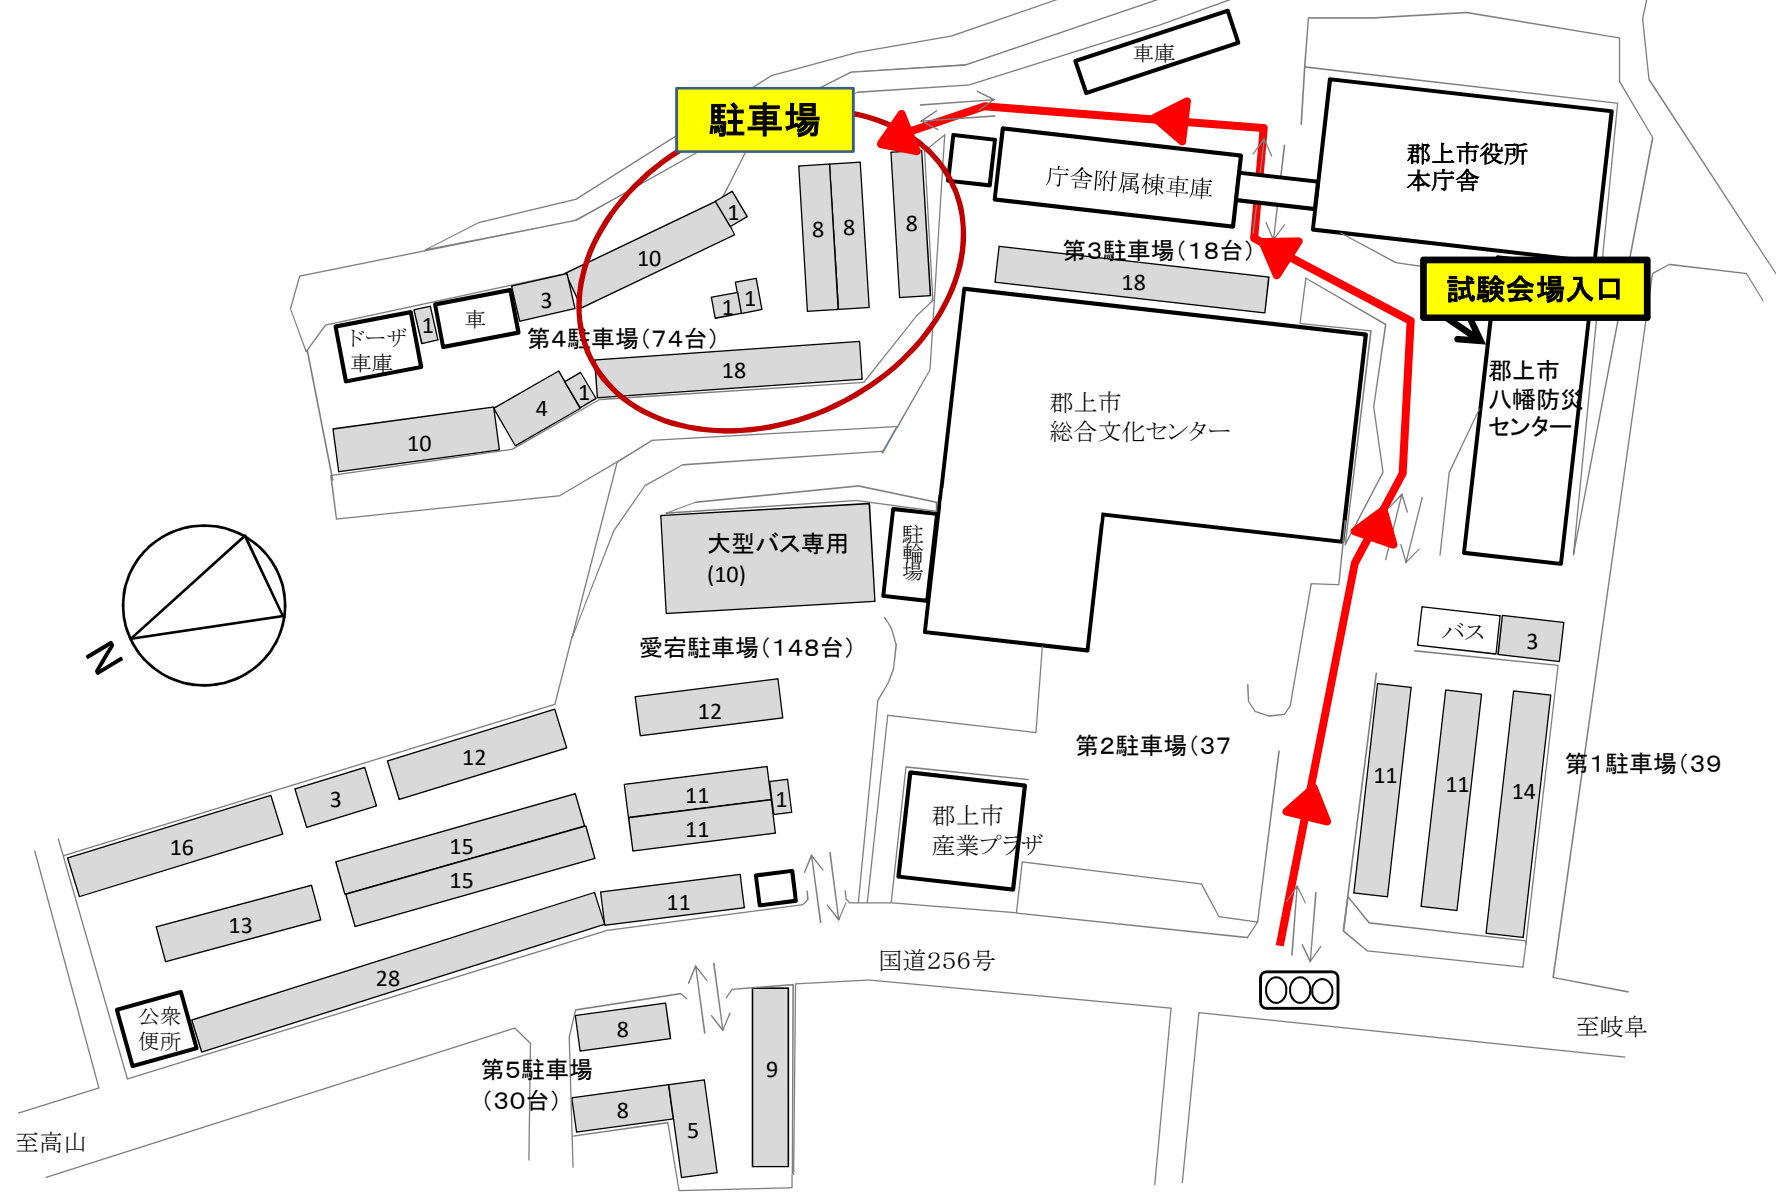 車庫
駐車場
郡上市役所
本庁舎
庁舎附属棟車庫
1
8
8
8
10
第3駐車場(18台)
18
試験会場入口
3
1
1
1
車
ドーザ
車庫
第4駐車場(74台)
18
1
4
10
郡上市
総合文化センター
郡上市
八幡防災
センター
大型バス専用
(10)
駐輪場
N
愛宕駐車場(148台)
バス
3
12
第2駐車場(37
第1駐車場(39
11
11
14
12
3
16
11
1
11
15
15
郡上市
産業プラザ
13
11
28
国道256号
公衆
便所
8
第5駐車場
(30台)
9
8
5
至岐阜
至高山